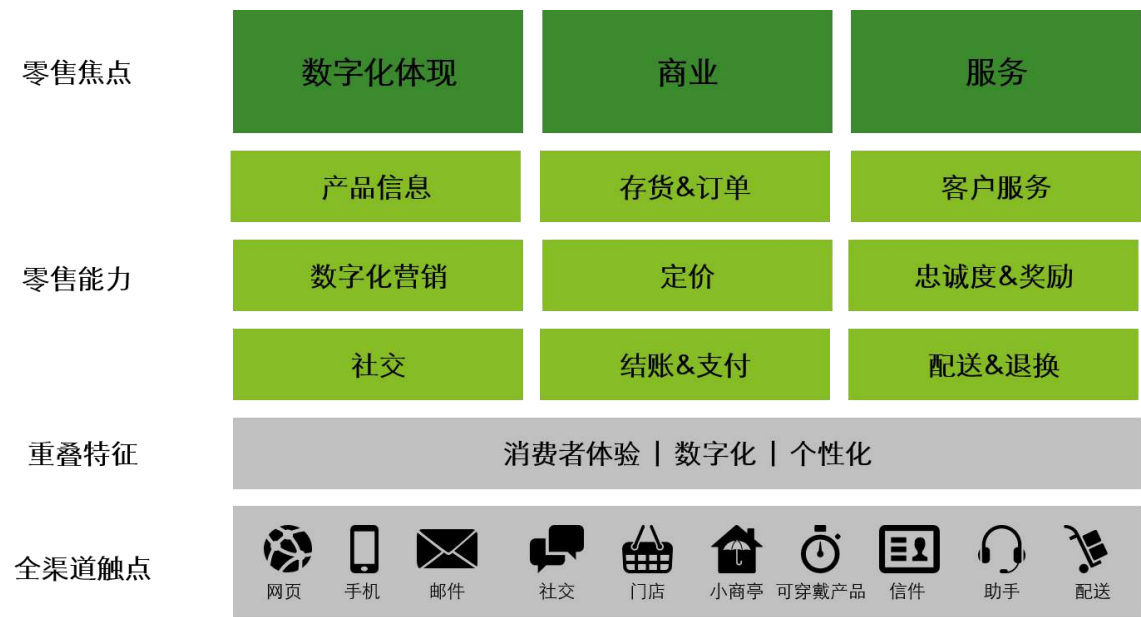 零售焦点
数字化体现
商业
服务
产品信息
存货&订单
客户服务
零售能力
数字化营销
定价
忠诚度&奖励
社交
结账&支付
配送&退换
重叠特征
消费者体验 | 数字化 | 个性化
全渠道触点
网页
手机
邮件
社交
门店
小商亭
可穿戴产品
信件
助手
配送